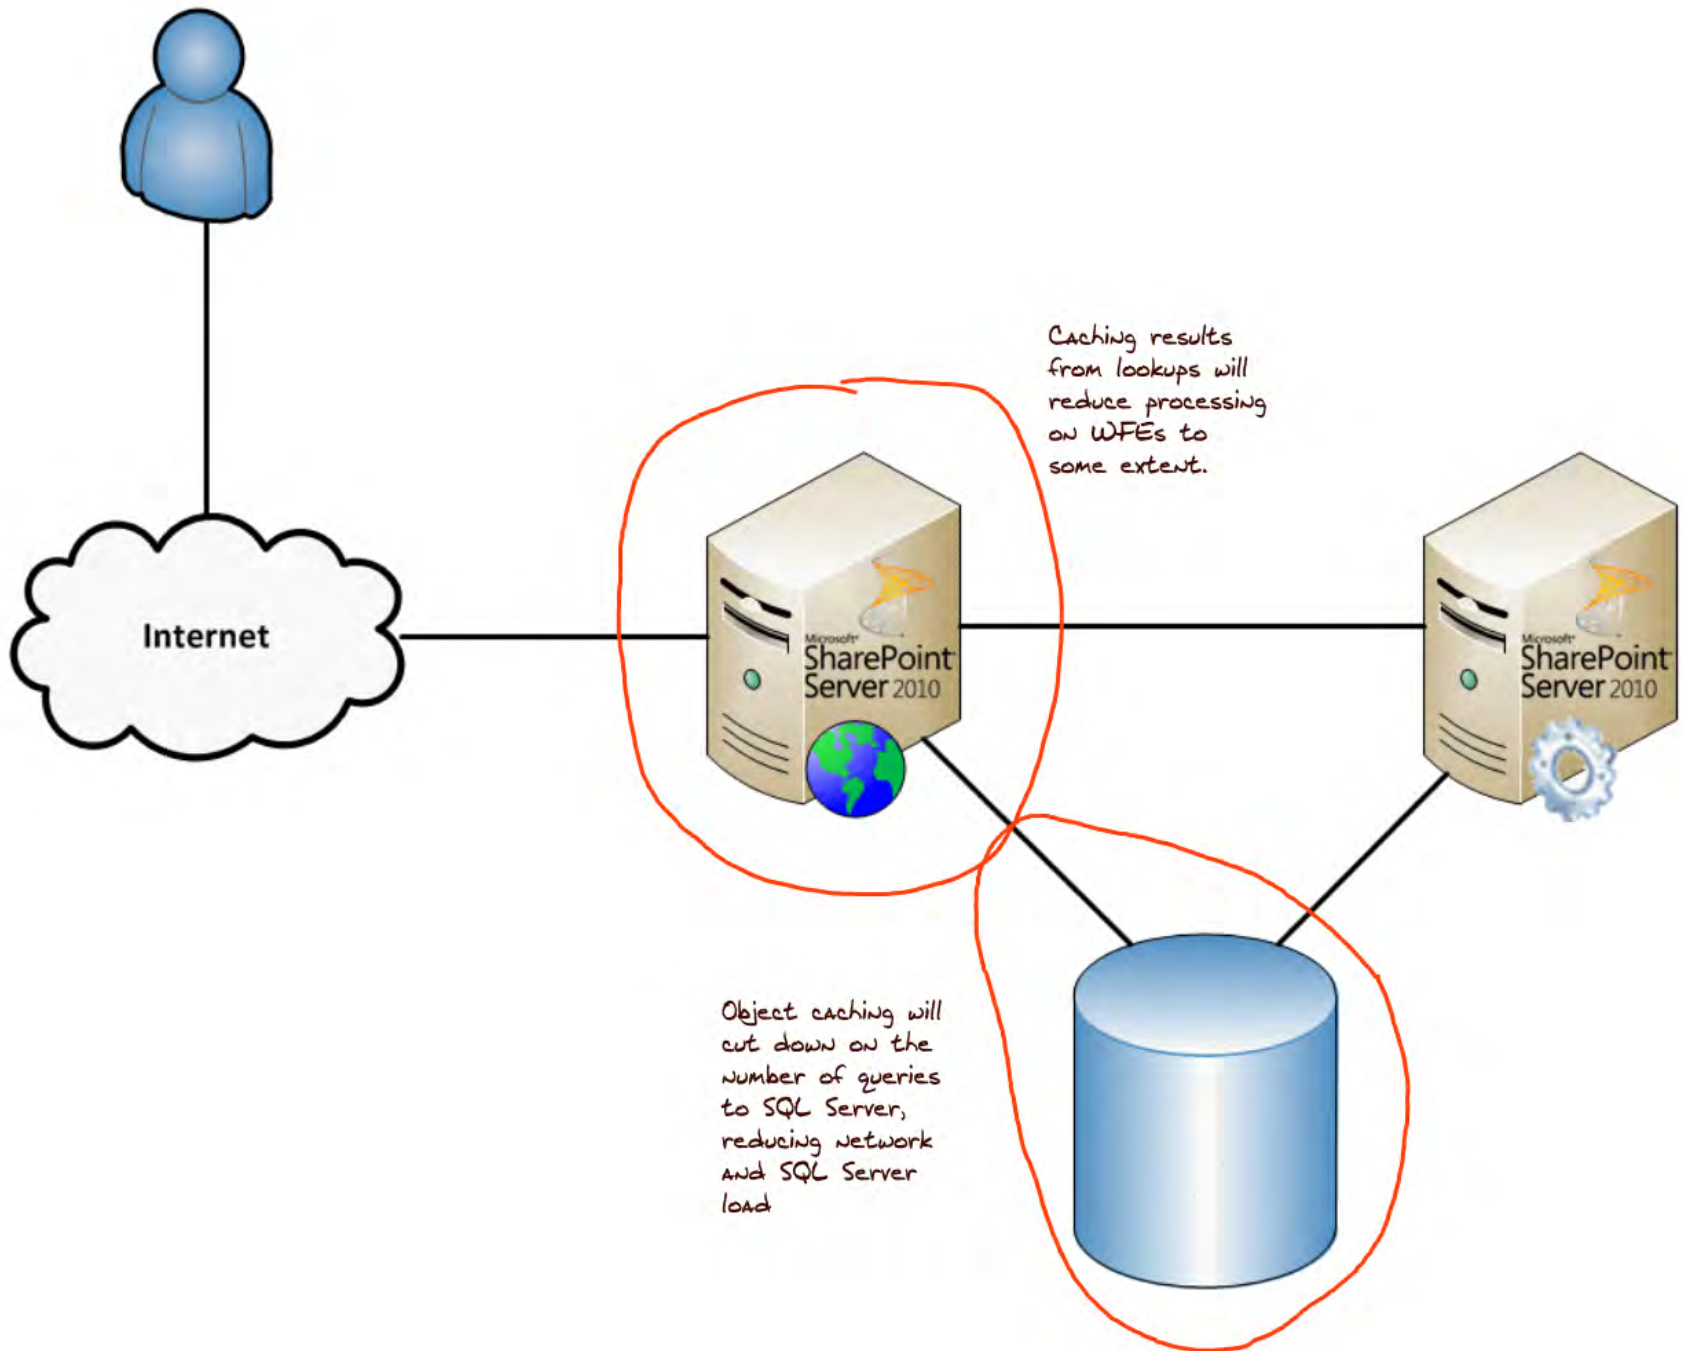 Caching results
from lookups will
reduce processing
on WFEs to
some extent.
Internet
Microsoft®
SharePoint
Server 2010
Microsoft®
SharePoint
Server 2010
Object caching will
cut down on the
number of queries
to SQL Server,
reducing network
and SQL Server
load